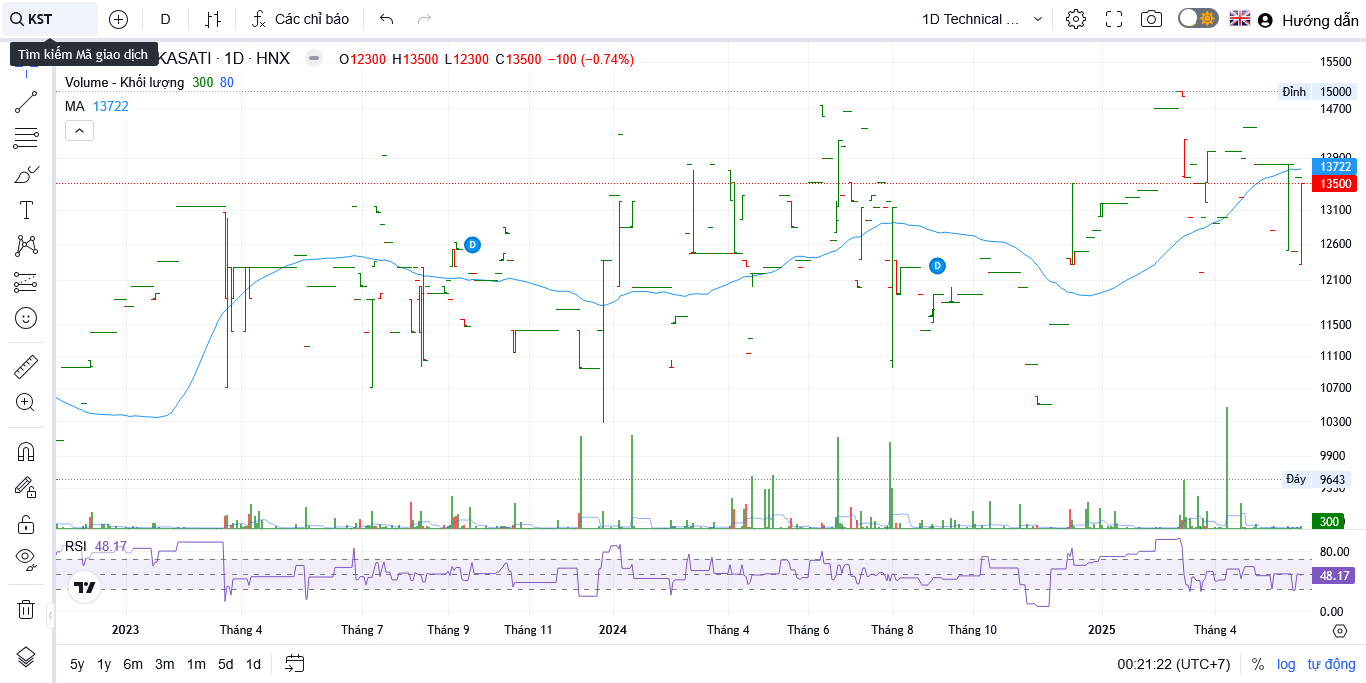 KST D Các chỉ báo 1D Technical ... Hướng dẫn
Tìm kiếm Mã giao dịch
KASATI · 1D · HNX O12300 H13500 L12300 C13500 −100 (−0.74%)
Volume - Khối lượng 300 80
MA 13722
15500
Đỉnh 15000
14700
13900
13722
13500
13100
12600
12100
11500
11100
10700
10300
9900
Đáy 9643
9550
300
D
D
RSI 48.17
80.00
48.17
0.00
2023 Tháng 4 Tháng 7 Tháng 9 Tháng 11 2024 Tháng 4 Tháng 6 Tháng 8 Tháng 10 2025 Tháng 4
5y 1y 6m 3m 1m 5d 1d 00:21:22 (UTC+7) % log tự động